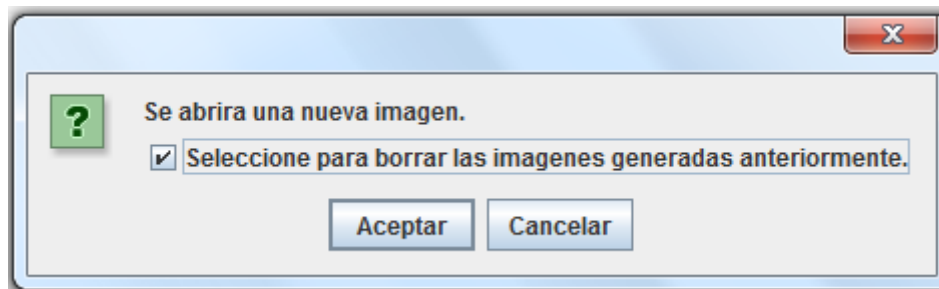 Se abrira una nueva imagen.
Seleccione para borrar las imagenes generadas anteriormente.
Aceptar Cancelar